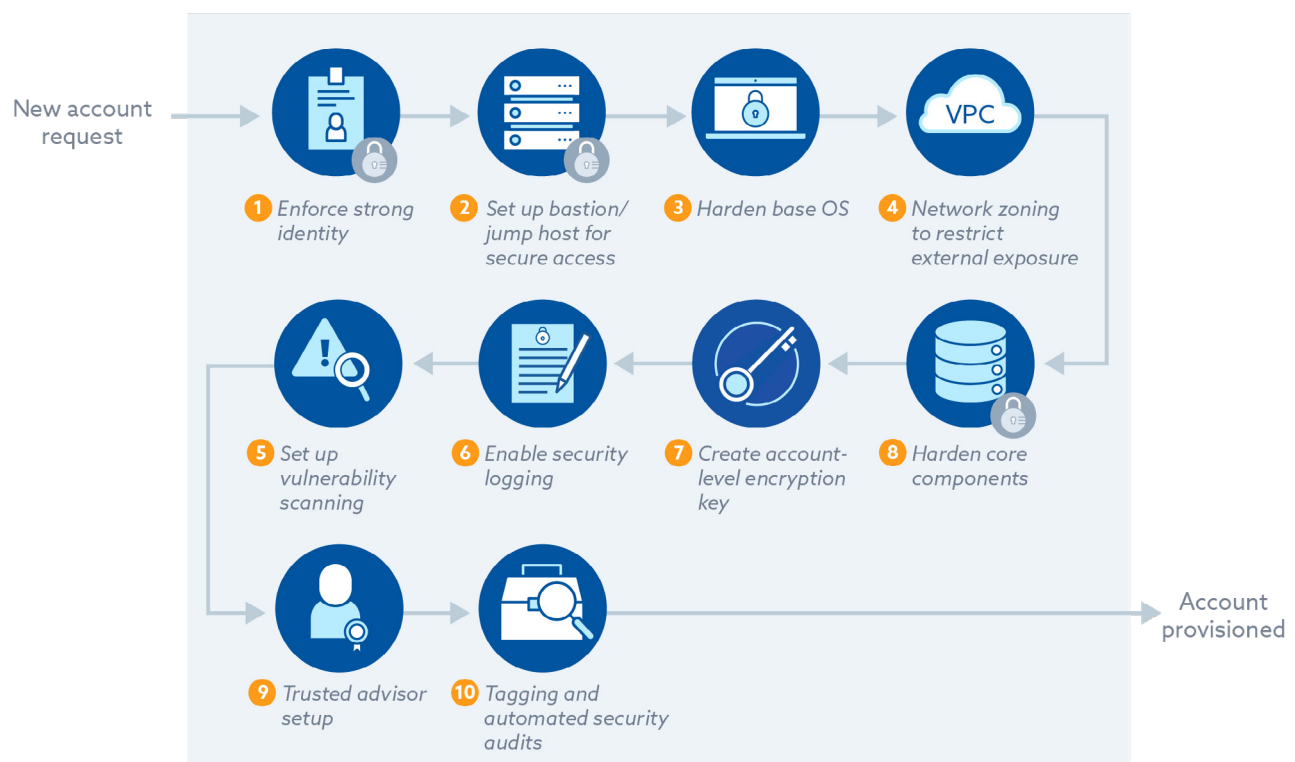 New account
request
1 Enforce strong
identity
2 Set up bastion/
jump host for
secure access
3 Harden base OS
VPC
4 Network zoning
to restrict
external exposure
5 Set up
vulnerability
scanning
6 Enable security
logging
7 Create account-
level encryption
key
8 Harden core
components
9 Trusted advisor
setup
10 Tagging and
automated security
audits
Account
provisioned